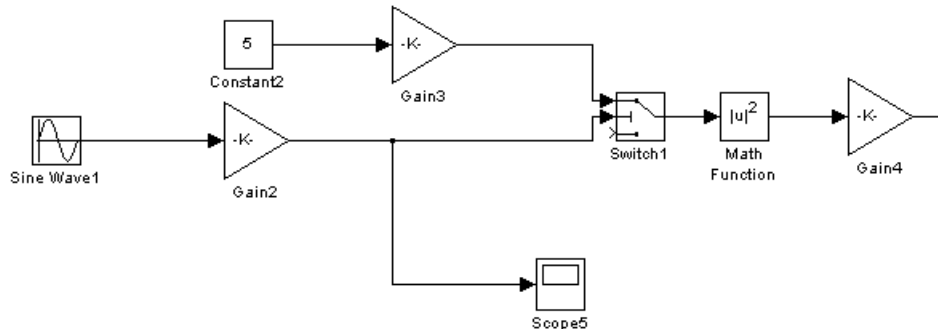 5
Constant2
-K-
Gain3
Sine Wave1
-K-
Gain2
Switch1
|u|²
Math
Function
-K-
Gain4
Scope5